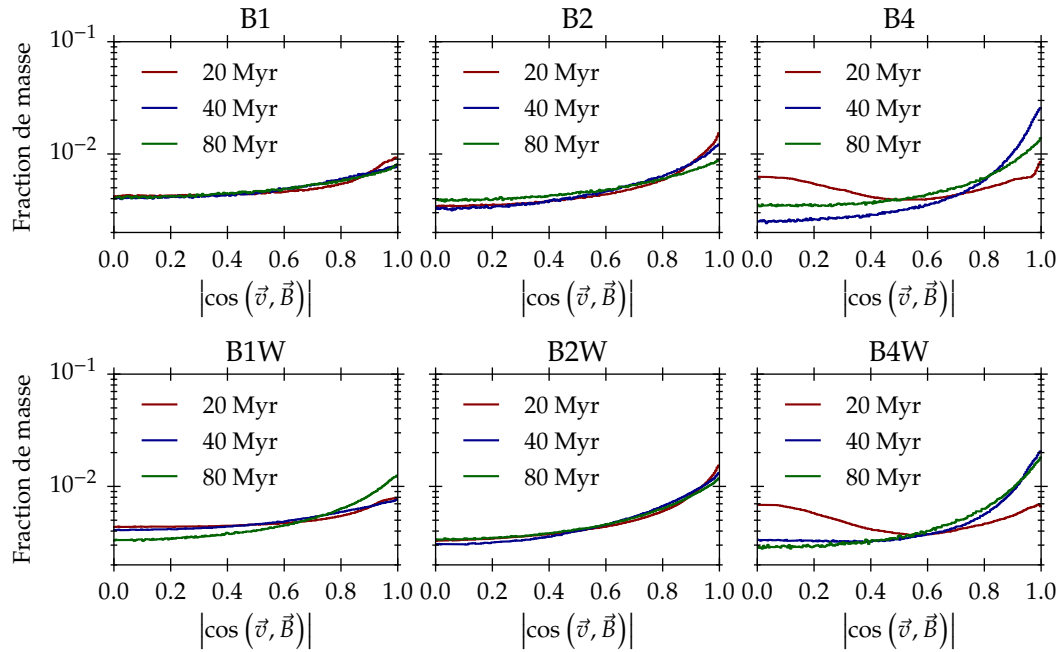 B1 B2 B4
10⁻¹
20 Myr 20 Myr 20 Myr
40 Myr 40 Myr 40 Myr
80 Myr 80 Myr 80 Myr
10⁻²
Fraction de masse
0.0 0.2 0.4 0.6 0.8 1.0 0.0 0.2 0.4 0.6 0.8 1.0 0.0 0.2 0.4 0.6 0.8 1.0
|cos (v⃗, B⃗)| |cos (v⃗, B⃗)| |cos (v⃗, B⃗)|
B1W B2W B4W
10⁻¹
20 Myr 20 Myr 20 Myr
40 Myr 40 Myr 40 Myr
80 Myr 80 Myr 80 Myr
10⁻²
Fraction de masse
0.0 0.2 0.4 0.6 0.8 1.0 0.0 0.2 0.4 0.6 0.8 1.0 0.0 0.2 0.4 0.6 0.8 1.0
|cos (v⃗, B⃗)| |cos (v⃗, B⃗)| |cos (v⃗, B⃗)|